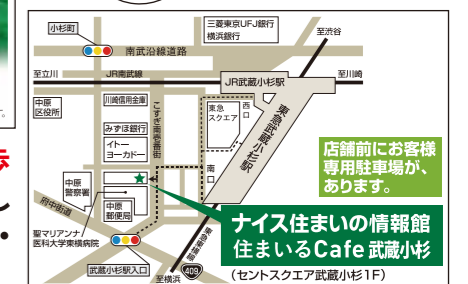 小杉町
三菱東京UFJ銀行
横浜銀行
至渋谷
南武沿線道路
至立川
JR南武線
JR武蔵小杉駅
至川崎
中原
区役所
川崎信用金庫
こすぎ南壱番街
東急
スクエア
西口
東急武蔵小杉駅
みずほ銀行
イトー
ヨーカドー
南口
店舗前にお客様
専用駐車場が、
あります。
す。
歩
し
・
中原
警察署
府中街道
中原
郵便局
聖マリアンナ/
医科大学東横病院
武蔵小杉駅入口
至横浜
東急東横線
409
ナイス住まいの情報館
住まいるCafe 武蔵小杉
(セントスクエア武蔵小杉1F)